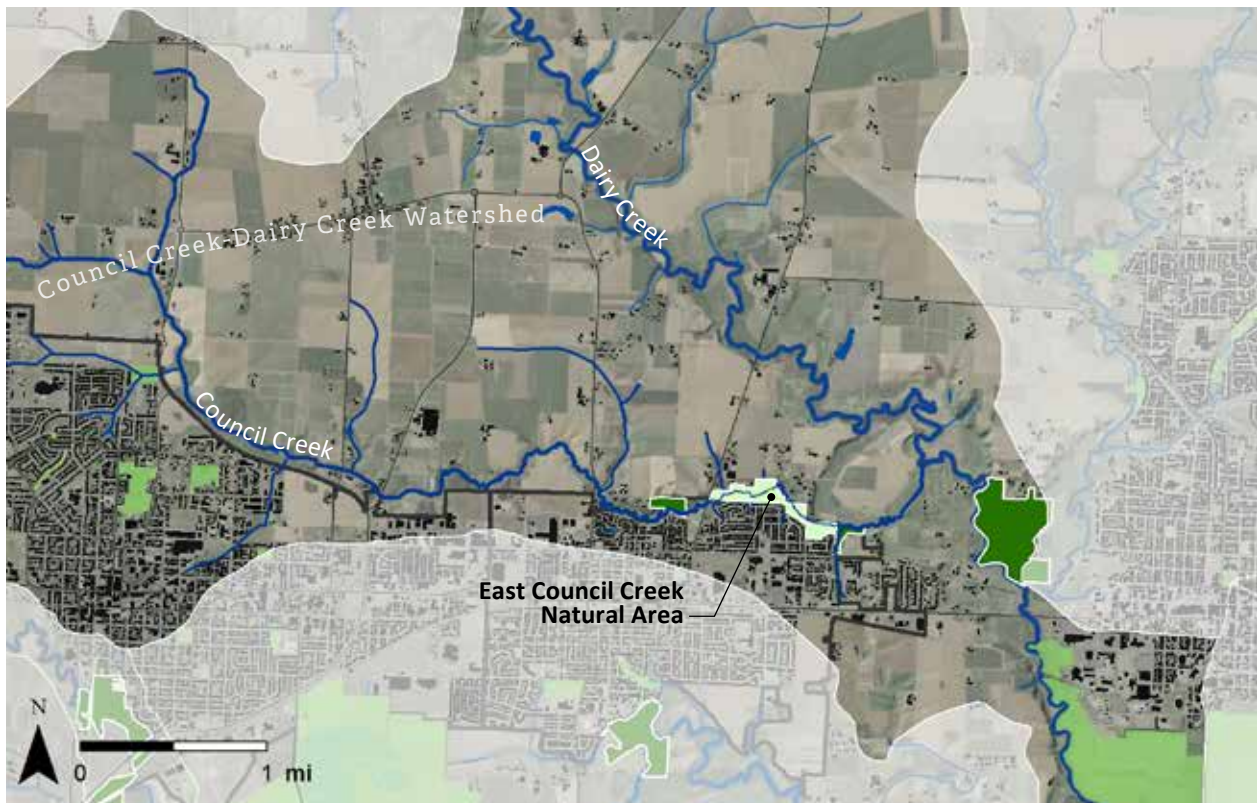 Dairy Creek
Council Creek-Dairy Creek Watershed
Council Creek
East Council Creek
Natural Area
N
0 1 mi